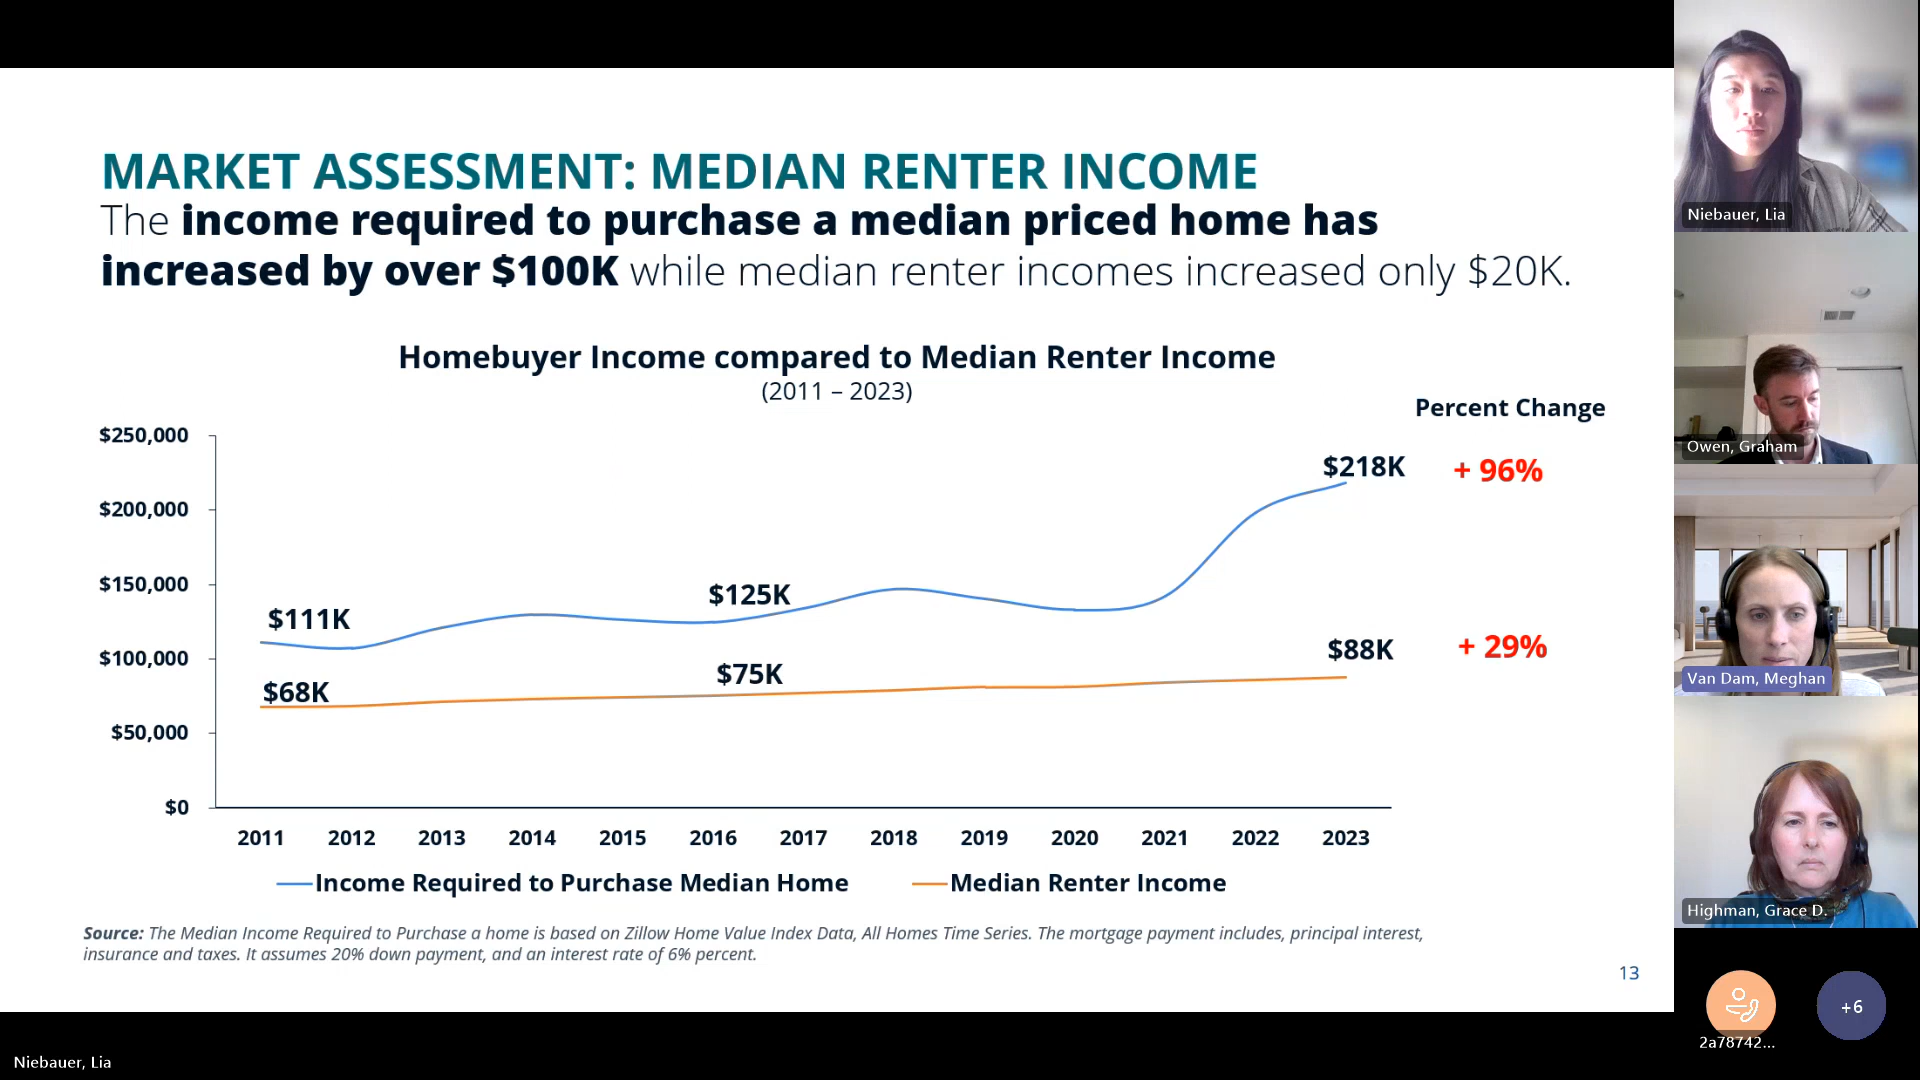 MARKET ASSESSMENT: MEDIAN RENTER INCOME
The income required to purchase a median priced home has
increased by over $100K while median renter incomes increased only $20K.
Homebuyer Income compared to Median Renter Income
(2011 – 2023)
Percent Change
$250,000
$200,000
$150,000
$100,000
$50,000
$0
$111K
$125K
$218K
+ 96%
$68K
$75K
$88K
+ 29%
2011 2012 2013 2014 2015 2016 2017 2018 2019 2020 2021 2022 2023
Income Required to Purchase Median Home
Median Renter Income
Source: The Median Income Required to Purchase a home is based on Zillow Home Value Index Data, All Homes Time Series. The mortgage payment includes, principal interest,
insurance and taxes. It assumes 20% down payment, and an interest rate of 6% percent.
13
Niebauer, Lia
Niebauer, Lia
Owen, Graham
Van Dam, Meghan
Highman, Grace D.
2a78742...
+6